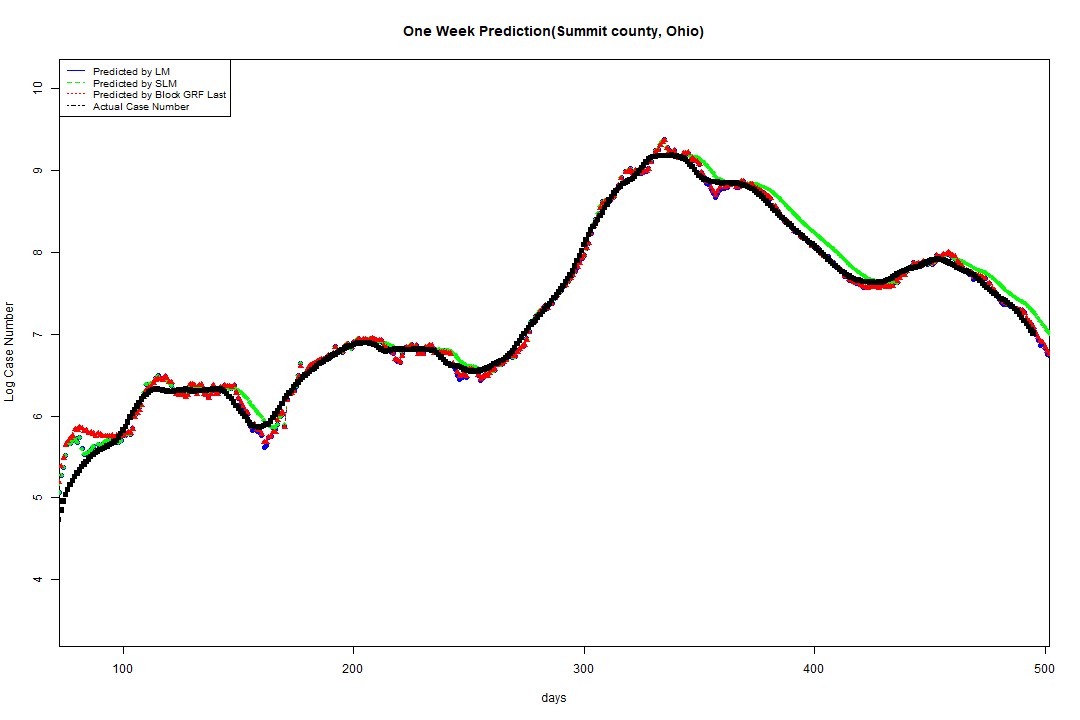 One Week Prediction(Summit county, Ohio)
Predicted by LM
Predicted by SLM
Predicted by Block GRF Last
Actual Case Number
10
9
8
7
6
5
4
Log Case Number
100 200 300 400 500
days